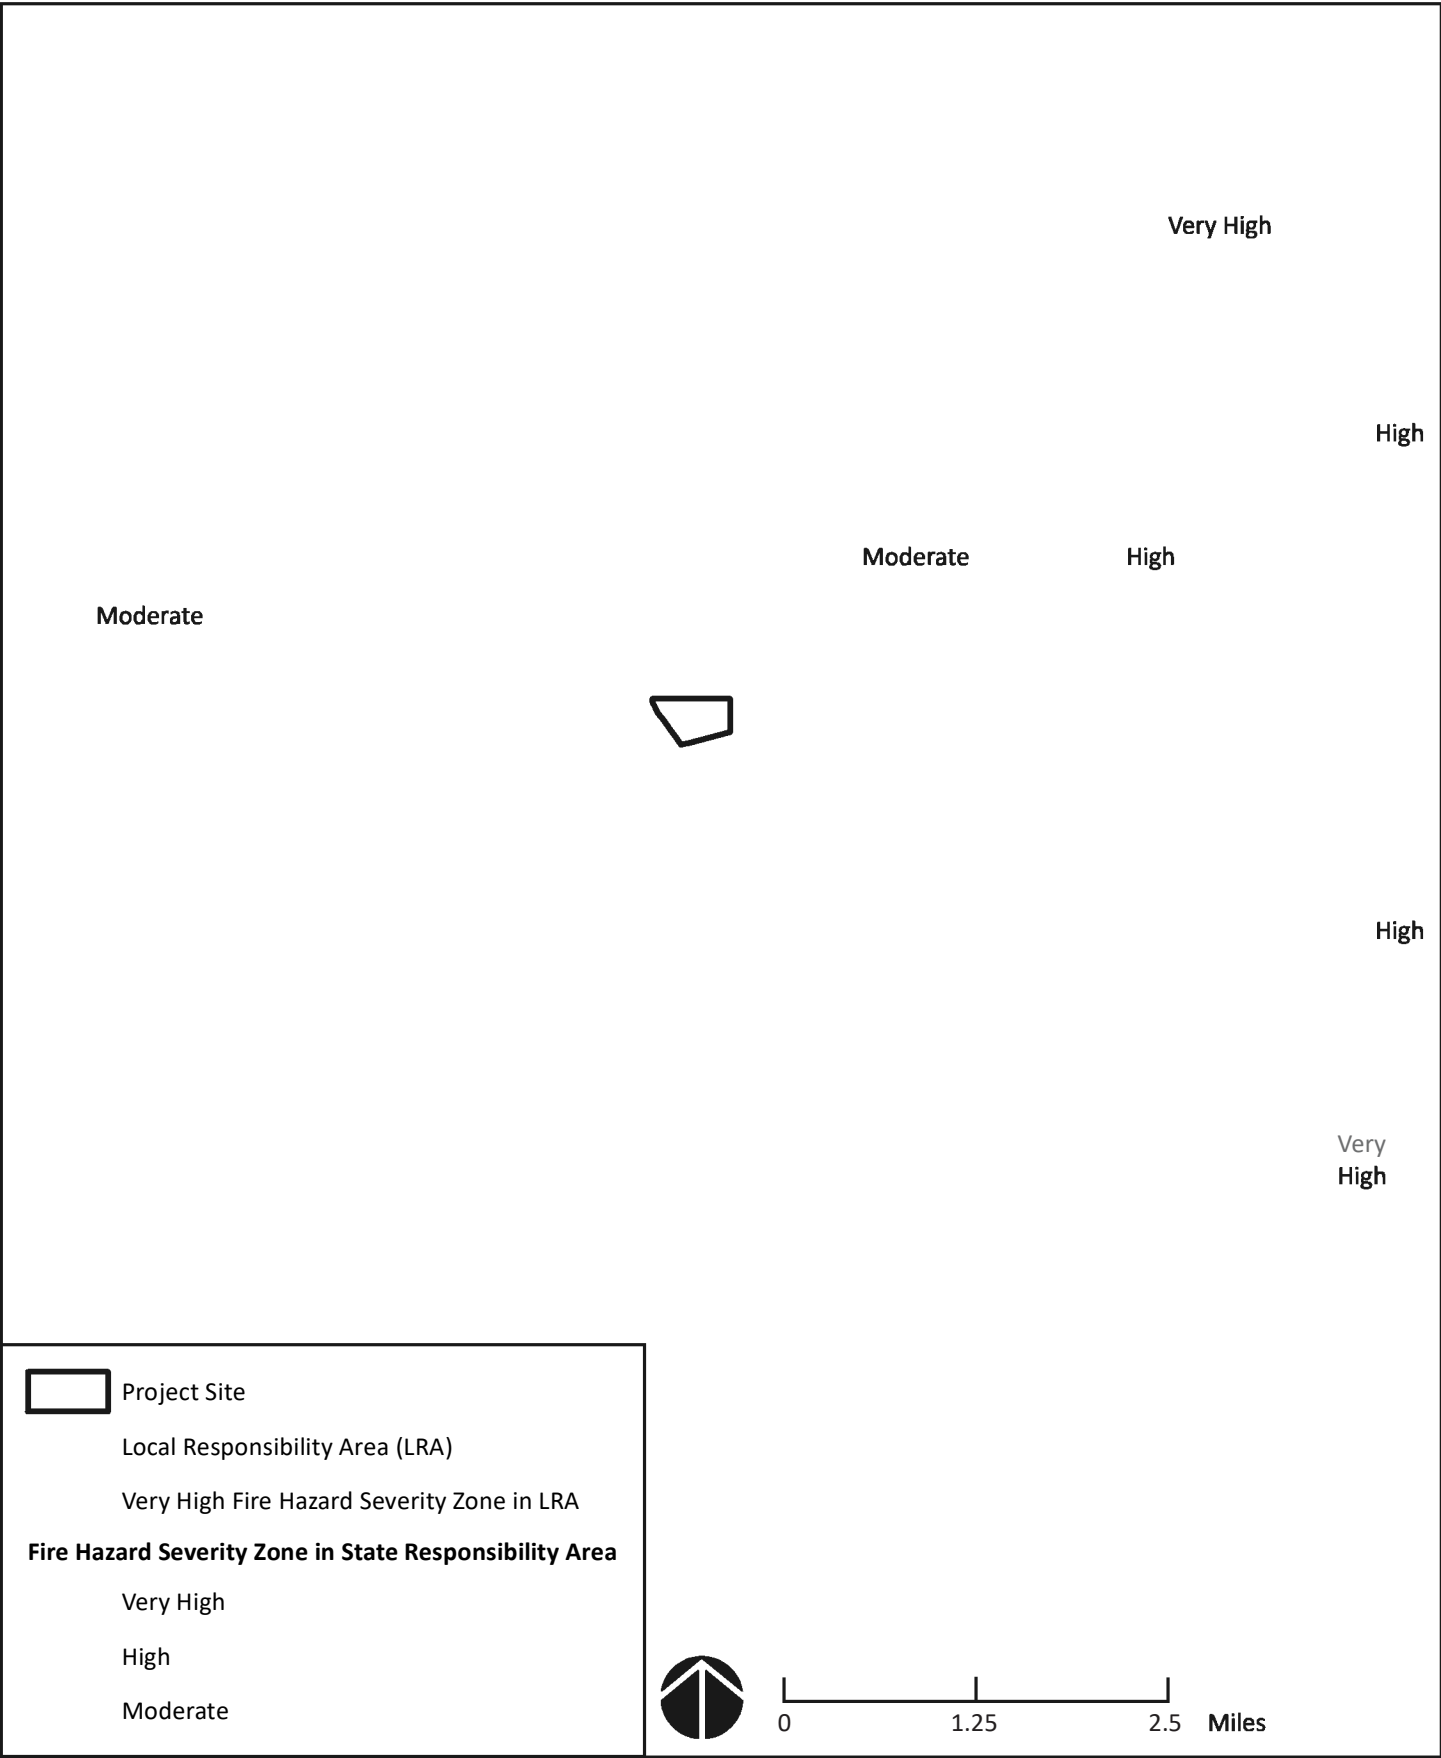 Very High
High
Moderate
High
Moderate
High
Very
High
Project Site
Local Responsibility Area (LRA)
Very High Fire Hazard Severity Zone in LRA
Fire Hazard Severity Zone in State Responsibility Area
Very High
High
Moderate
0 1.25 2.5 Miles